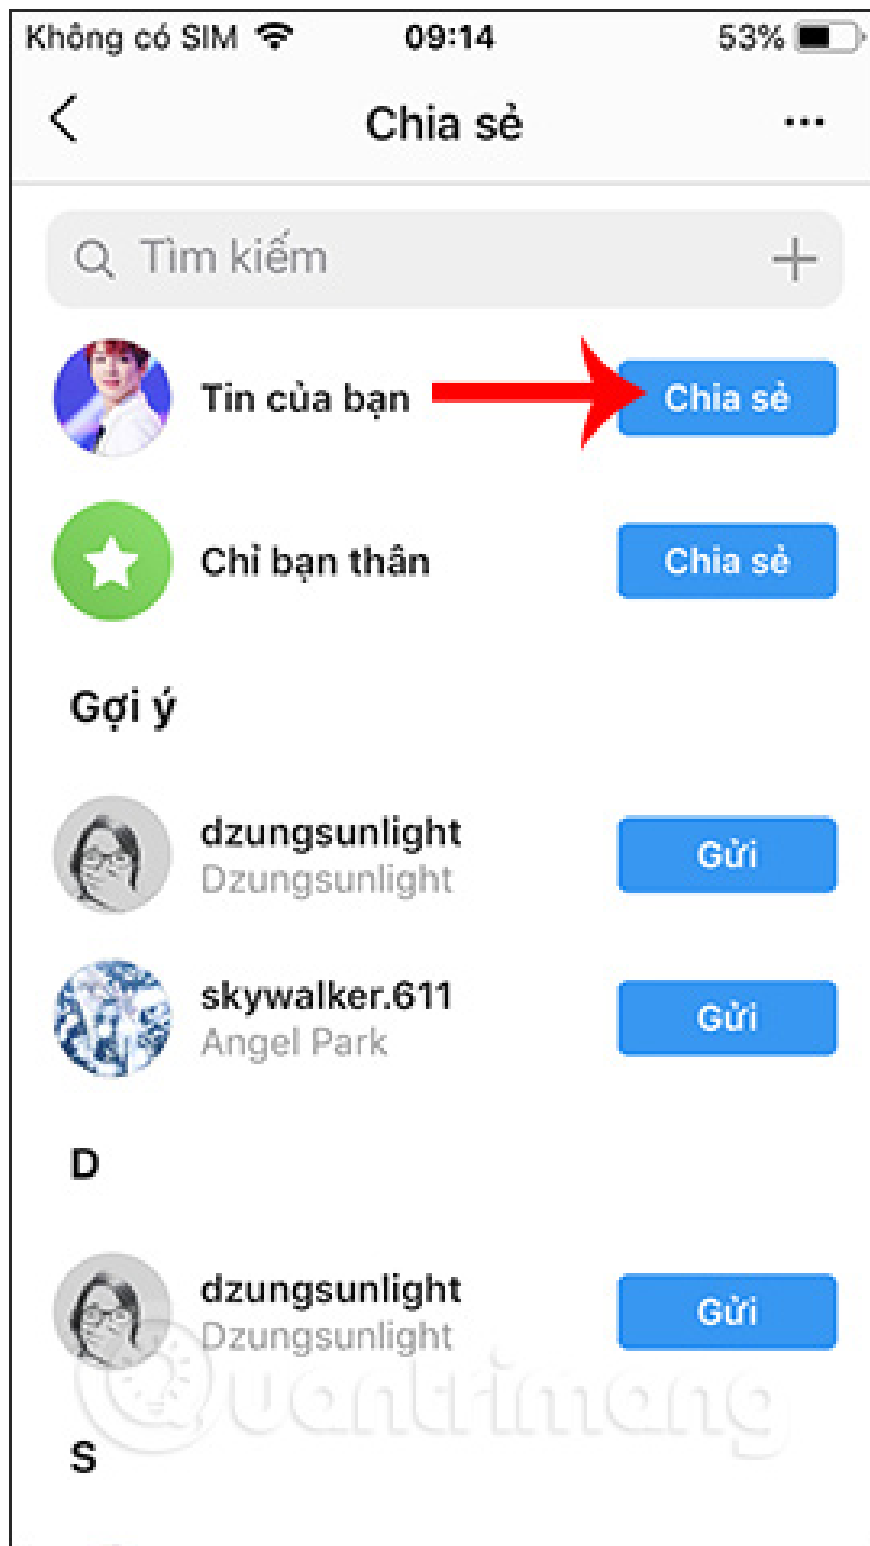 Không có SIM 09:14 53%
Chia sẻ
Tìm kiếm
Tin của bạn Chia sẻ
Chỉ bạn thân Chia sẻ
Gợi ý
dzungsunlight
Dzungsunlight
Gửi
skywalker.611
Angel Park
Gửi
D
dzungsunlight
Dzungsunlight
Gửi
Quantrimang
S